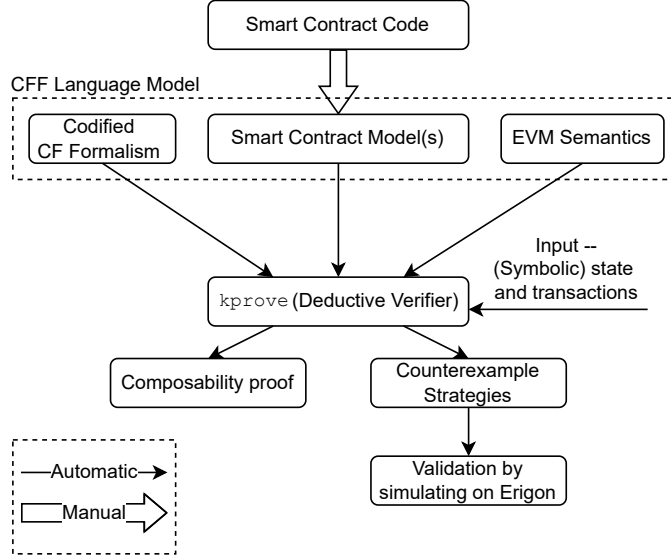 Smart Contract Code
CFF Language Model
Codified
CF Formalism
Smart Contract Model(s)
EVM Semantics
Input --
(Symbolic) state
and transactions
kprove (Deductive Verifier)
Composability proof
Counterexample
Strategies
Validation by
simulating on Erigon
Automatic
Manual